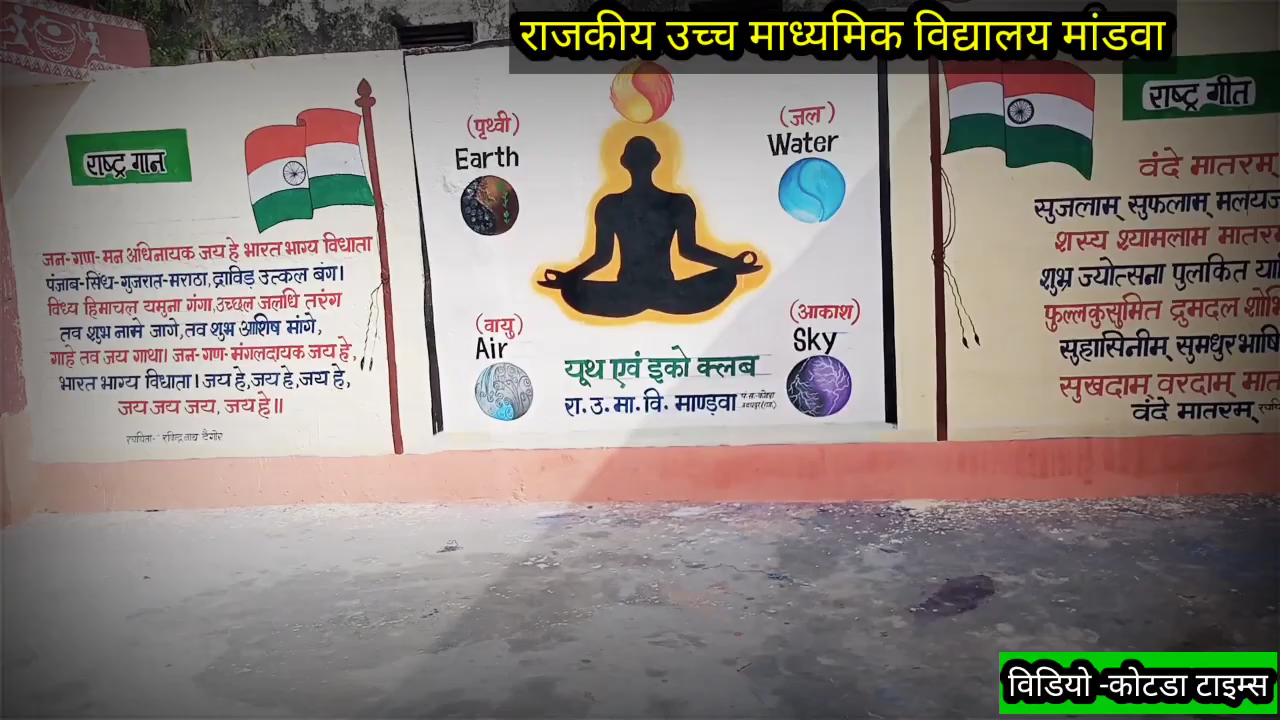 राजकीय उच्च माध्यमिक विद्यालय मांडवा
राष्ट्र गान
जन-गण-मन अधिनायक जय हे भारत भाग्य विधाता
पंजाब-सिंध-गुजरात-मराठा, द्राविड़ उत्कल बंग।
विंध्य हिमाचल यमुना गंगा, उच्छल जलधि तरंग
तव शुभ नामे जागे, तव शुभ आशिष मांगे,
गाहे तव जय गाथा। जन-गण-मंगलदायक जय हे,
भारत भाग्य विधाता। जय हे, जय हे, जय हे,
जय जय जय, जय हे॥
रचयिता- रविन्द्र नाथ टैगोर
(पृथ्वी)
Earth
(जल)
Water
(वायु)
Air
(आकाश)
Sky
यूथ एवं इको क्लब
रा. उ. मा. वि. माण्डवा
राष्ट्र गीत
वंदे मातरम्
सुजलाम् सुफलाम् मलयज
शस्य श्यामलाम मातर
शुभ्र ज्योत्सना पुलकित या
फुल्लकुसुमित द्रुमदल शो
सुहासिनीम् सुमधुर भाषि
सुखदाम् वरदाम् मात
वंदे मातरम्
विडियो -कोटडा टाइम्स